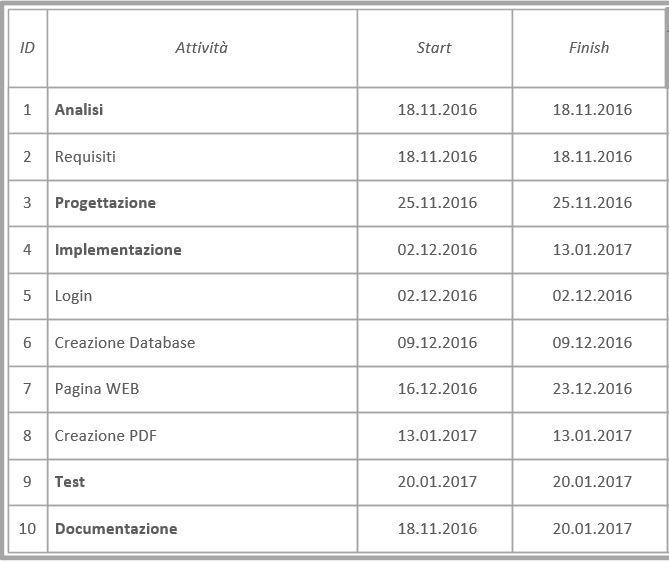 ID Attività Start Finish
1 Analisi 18.11.2016 18.11.2016
2 Requisiti 18.11.2016 18.11.2016
3 Progettazione 25.11.2016 25.11.2016
4 Implementazione 02.12.2016 13.01.2017
5 Login 02.12.2016 02.12.2016
6 Creazione Database 09.12.2016 09.12.2016
7 Pagina WEB 16.12.2016 23.12.2016
8 Creazione PDF 13.01.2017 13.01.2017
9 Test 20.01.2017 20.01.2017
10 Documentazione 18.11.2016 20.01.2017